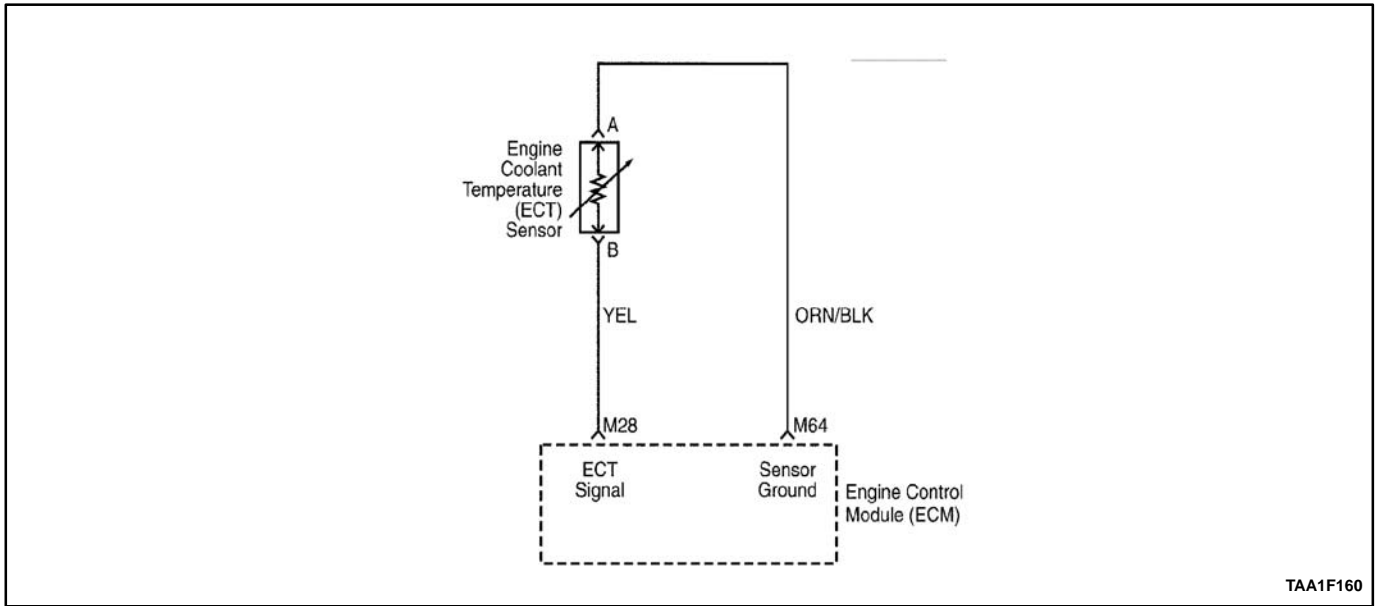 A
Engine
Coolant
Temperature
(ECT)
Sensor
B
YEL
ORN/BLK
M28
M64
ECT
Signal
Sensor
Ground
Engine Control
Module (ECM)
TAA1F160